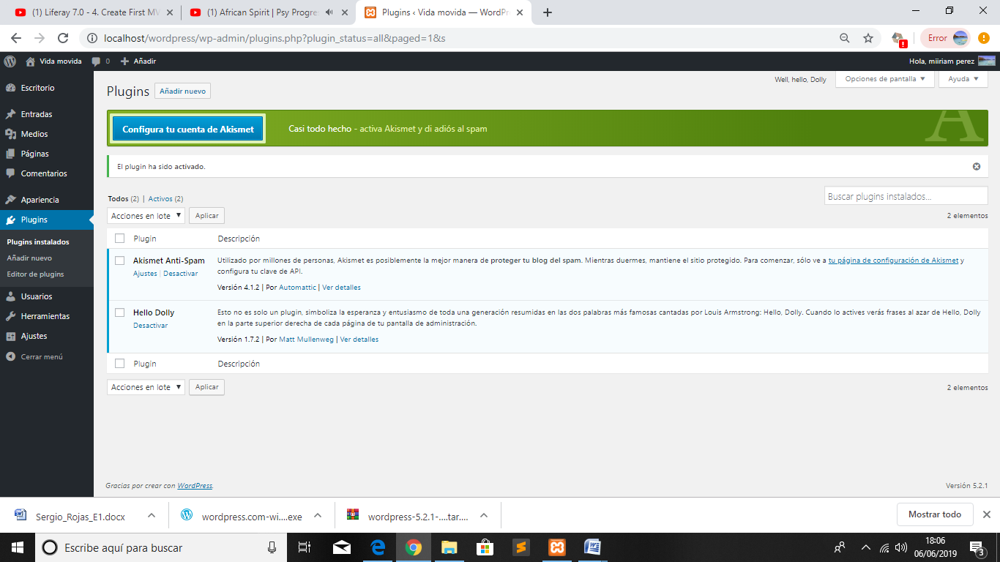 (1) Liferay 7.0 - 4. Create First MV
(1) African Spirit | Psy Progre
Plugins ‹ Vida movida — WordPr
localhost/wordpress/wp-admin/plugins.php?plugin_status=all&paged=1&s
Error
Vida movida
0
Añadir
Hola, miiriam perez
Escritorio
Entradas
Medios
Páginas
Comentarios
Apariencia
Plugins
Plugins instalados
Añadir nuevo
Editor de plugins
Usuarios
Herramientas
Ajustes
Cerrar menú
Well, hello, Dolly
Opciones de pantalla ▼
Ayuda ▼
Plugins
Añadir nuevo
Configura tu cuenta de Akismet
Casi todo hecho - activa Akismet y di adiós al spam
A
El plugin ha sido activado.
Todos (2) | Activos (2)
Buscar plugins instalados...
Acciones en lote ▼
Aplicar
2 elementos
Plugin
Descripción
Akismet Anti-Spam
Ajustes | Desactivar
Utilizado por millones de personas, Akismet es posiblemente la mejor manera de proteger tu blog del spam. Mientras duermes, mantiene el sitio protegido. Para comenzar, sólo ve a tu página de configuración de Akismet y
configura tu clave de API.
Versión 4.1.2 | Por Automattic | Ver detalles
Hello Dolly
Desactivar
Esto no es solo un plugin, simboliza la esperanza y entusiasmo de toda una generación resumidas en las dos palabras más famosas cantadas por Louis Armstrong: Hello, Dolly. Cuando lo actives verás frases al azar de Hello, Dolly
en la parte superior derecha de cada página de tu pantalla de administración.
Versión 1.7.2 | Por Matt Mullenweg | Ver detalles
Plugin
Descripción
Acciones en lote ▼
Aplicar
2 elementos
Gracias por crear con WordPress.
Versión 5.2.1
Sergio_Rojas_E1.docx
wordpress.com-wi....exe
wordpress-5.2.1-....tar....
Mostrar todo
Escribe aquí para buscar
18:06
06/06/2019
3